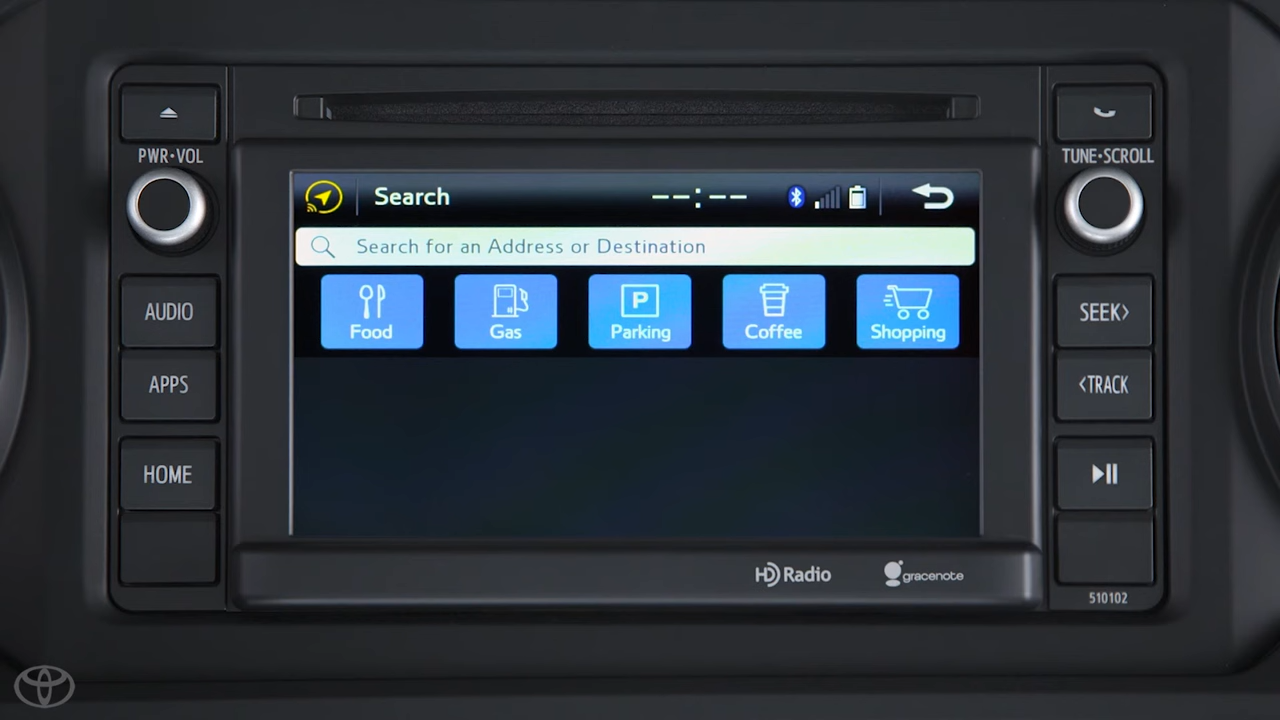 PWR•VOL
TUNE•SCROLL
Search
--:--
Search for an Address or Destination
Food
Gas
P
Parking
Coffee
Shopping
AUDIO
APPS
HOME
SEEK>
<TRACK
HD Radio
gracenote
510102